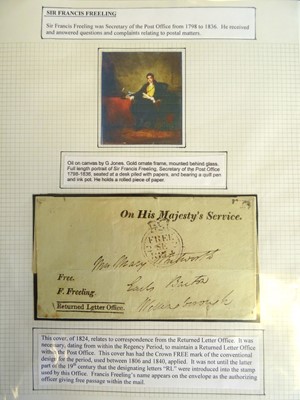 SIR FRANCIS FREELING
Sir Francis Freeling was Secretary of the Post Office from 1798 to 1836. He received
and answered questions and complaints relating to postal matters.
Oil on canvas by G Jones, Gold ornate frame, mounted behind glass.
Full length portrait of Sir Francis Freeling, Secretary of the Post Office
1798-1836, seated at a desk piled with papers, and bearing a quill pen
and ink pot. He holds a rolled piece of paper.
On His Majesty's Service.
FREE
Mary
Free.
F. Freeling.
Returned Letter Office.
This cover, of 1824, relates to correspondence from the Returned Letter Office. It was
necessary, dating from within the Regency Period, to maintain a Returned Letter Office
within the Post Office. This cover has had the Crown FREE mark of the conventional
design for the period, used between 1806 and 1840, applied. It was not until the latter
part of the 19th century that the designating letters "RL" were introduced into the stamp
used by this Office. Francis Freeling's name appears on the envelope as the authorizing
officer giving free passage within the mail.